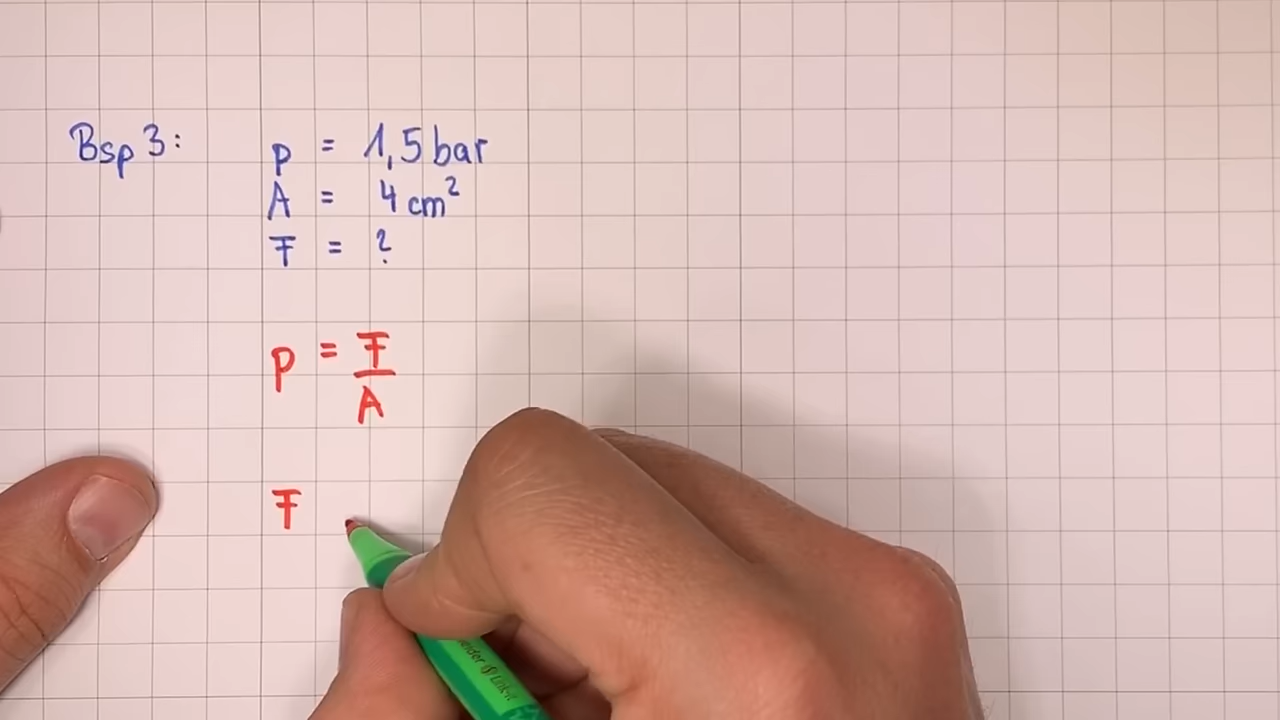 Bsp 3: p = 1,5 bar
A = 4 cm²
F = ?
p = F/A
F